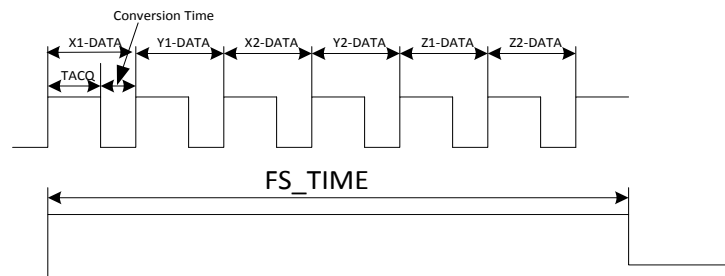 Conversion Time
X1-DATA
Y1-DATA
X2-DATA
Y2-DATA
Z1-DATA
Z2-DATA
TACQ
FS_TIME